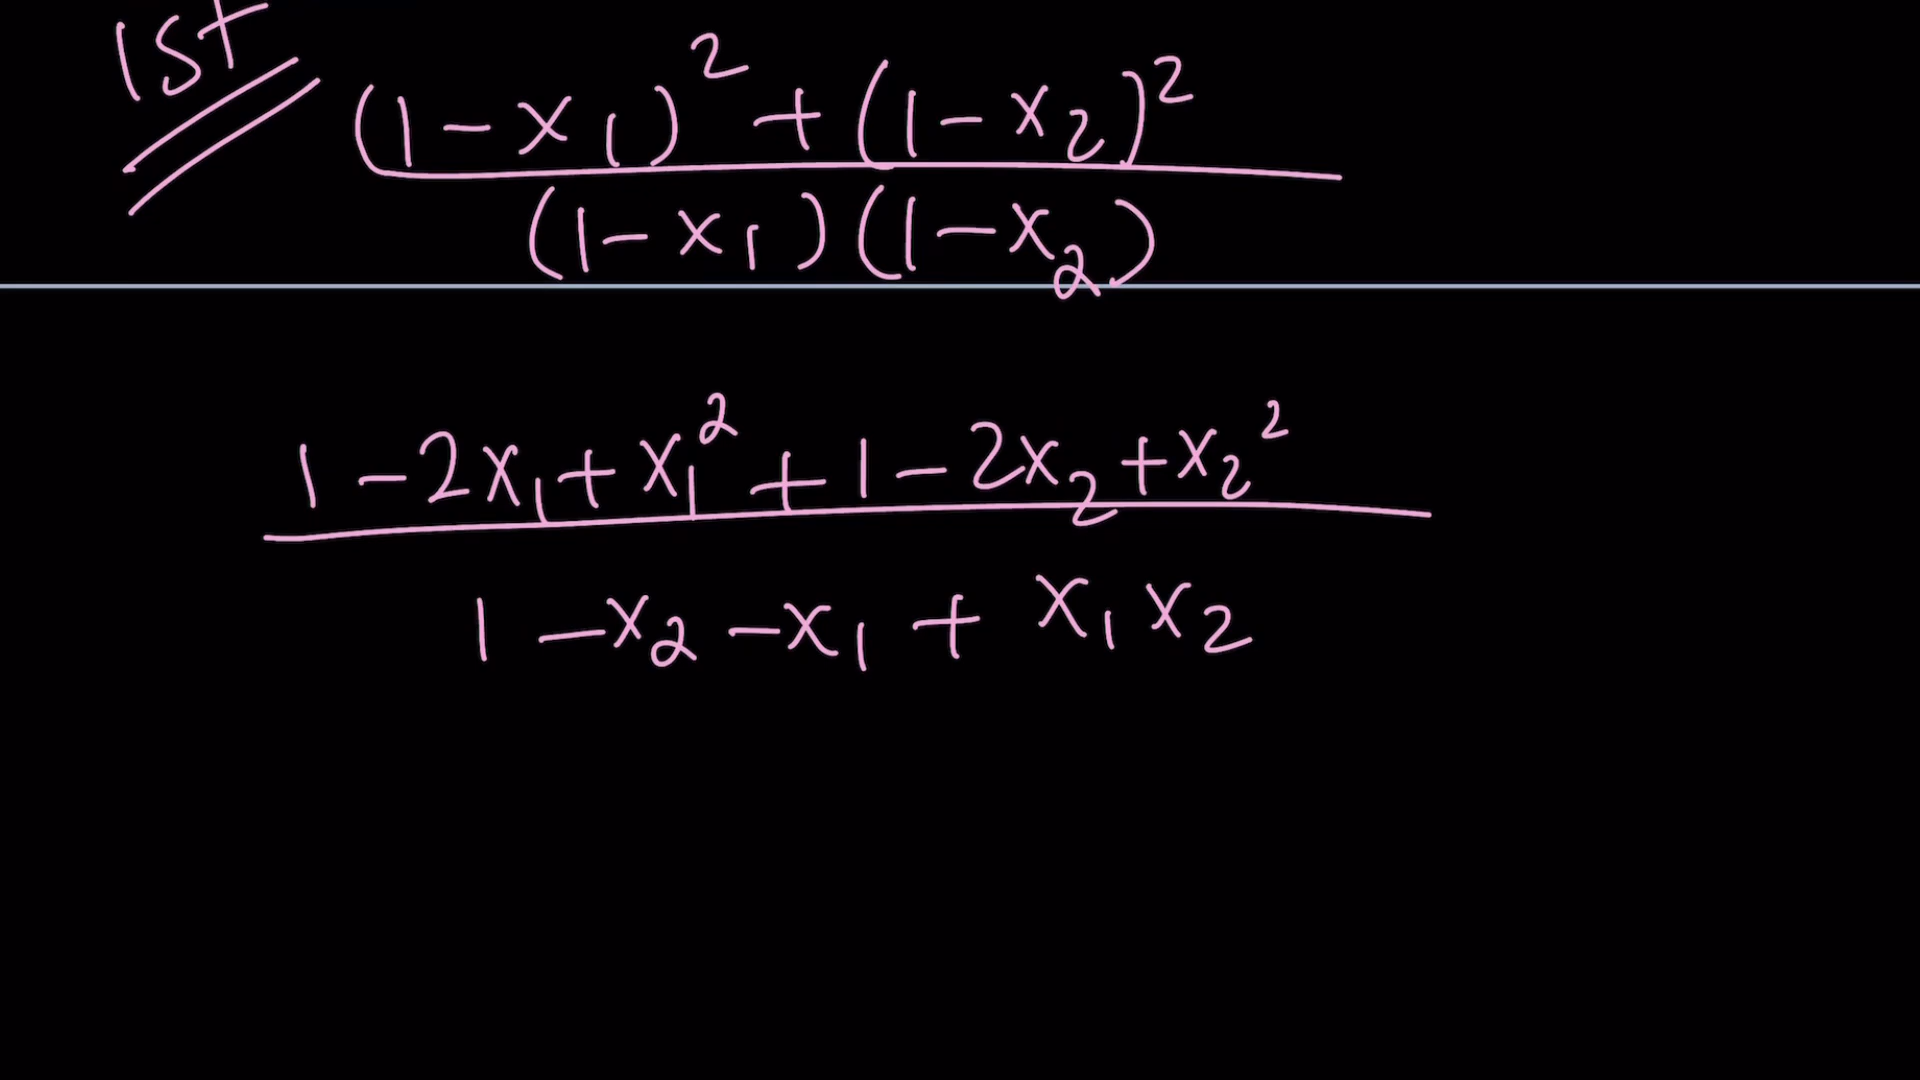 1st
(1-x₁)² + (1-x₂)²
(1-x₁)(1-x₂)
1-2x₁+x₁²+1-2x₂+x₂²
1-x₂-x₁+x₁x₂